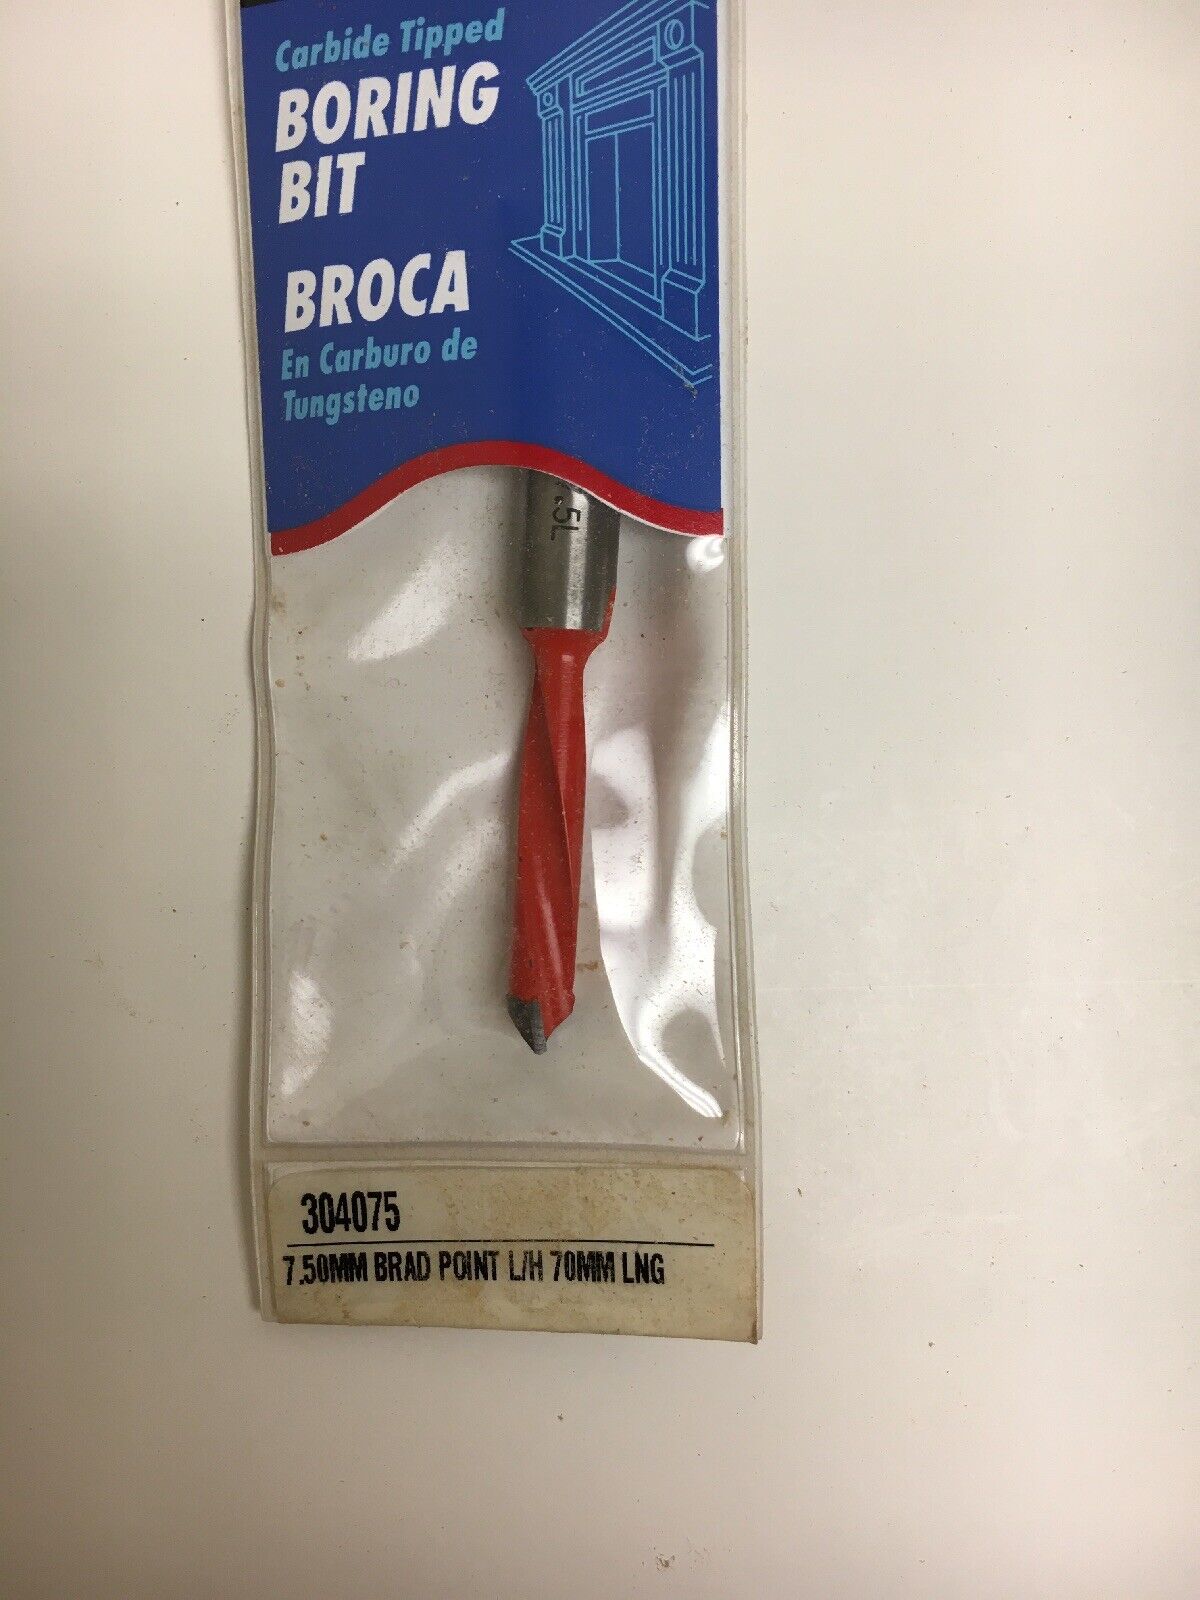 Carbide Tipped
BORING
BIT
BROCA
En Carburo de
Tungsteno
.5L
304075
7.50MM BRAD POINT L/H 70MM LNG